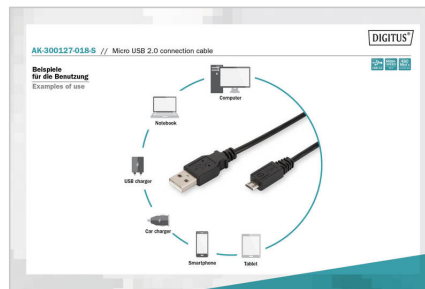 DIGITUS®
AK-300127-018-S // Micro USB 2.0 connection cable
Beispiele
für die Benutzung
Examples of use
Computer
Notebook
USB charger
Car charger
Smartphone
Tablet